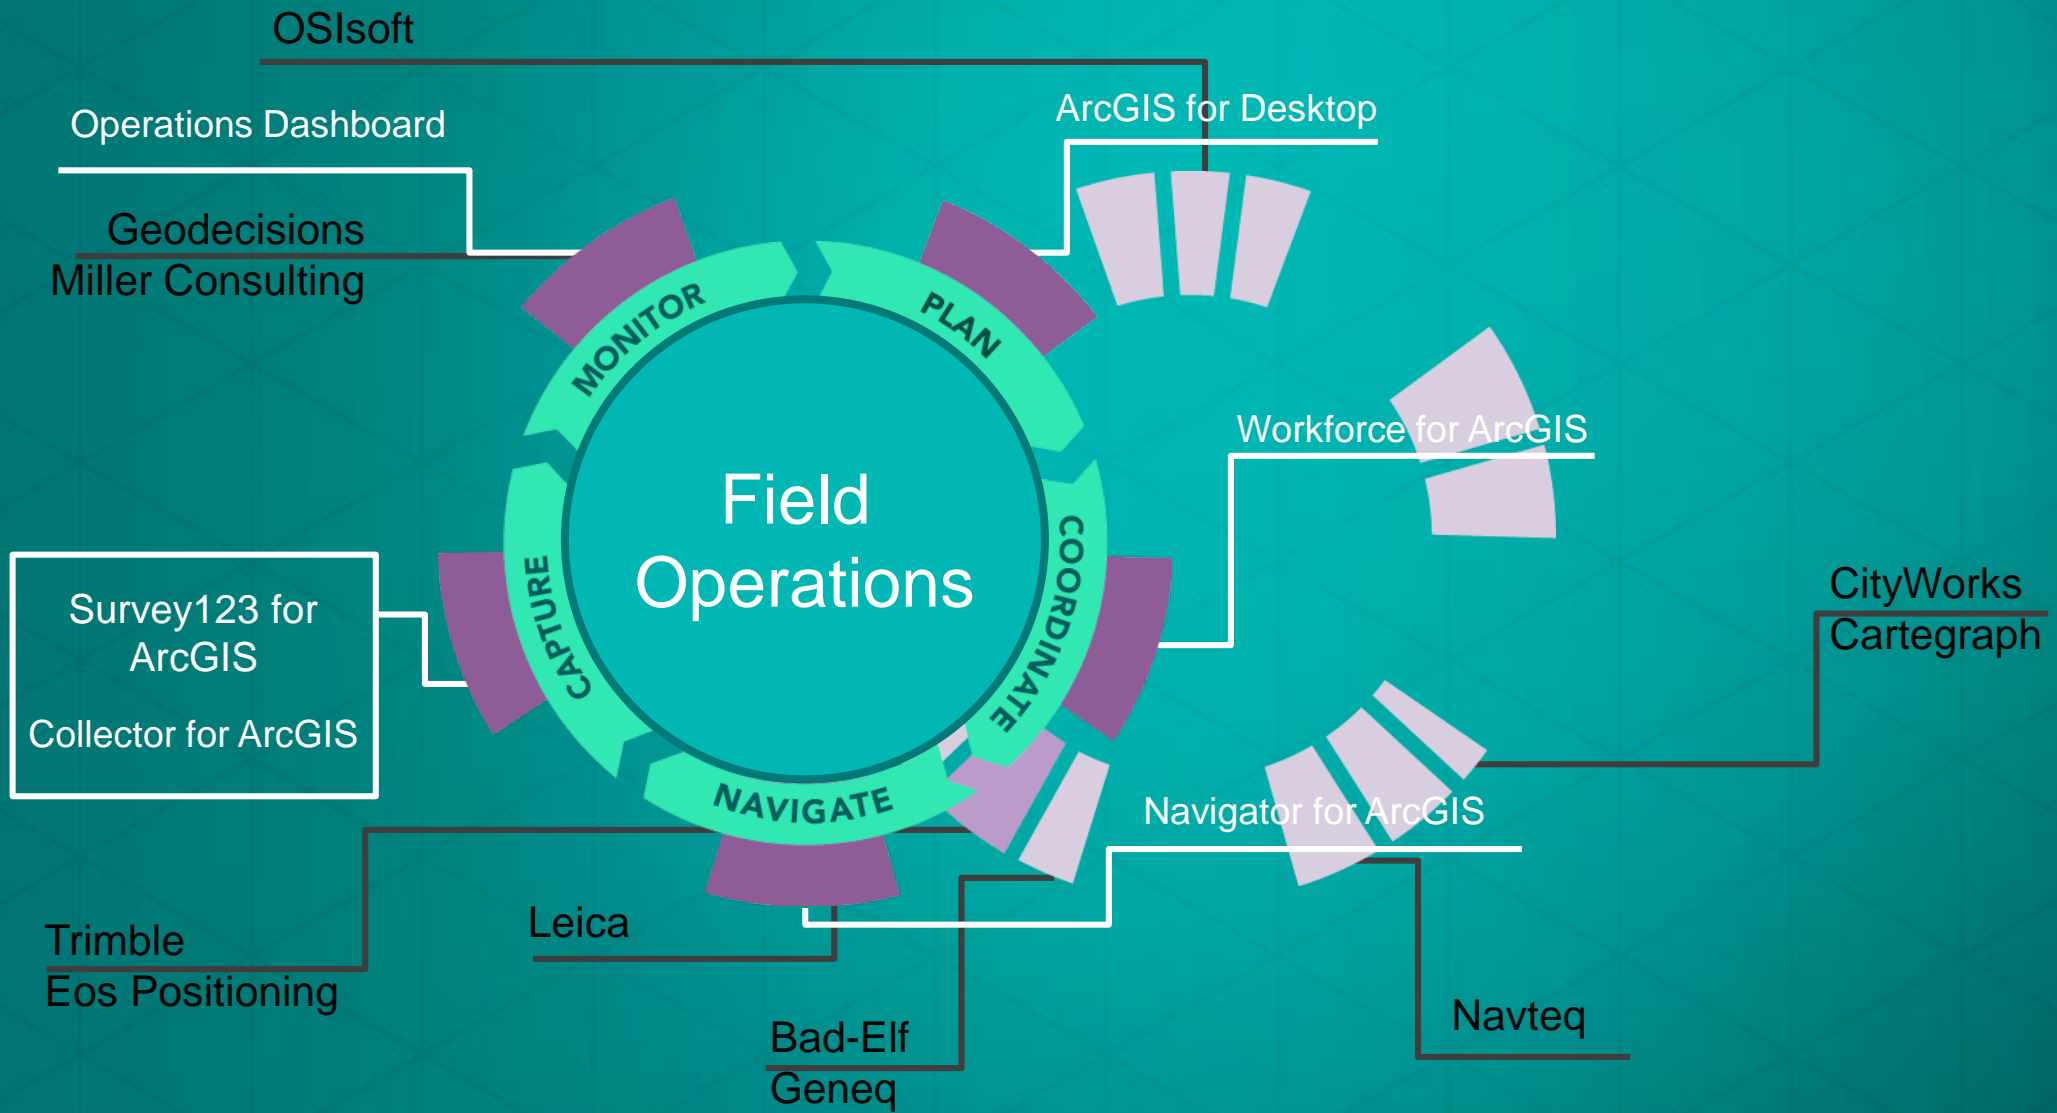 OSIsoft
Operations Dashboard
ArcGIS for Desktop
Geodecisions
Miller Consulting
MONITOR
PLAN
Workforce for ArcGIS
Field
Operations
COORDINATE
CAPTURE
NAVIGATE
Survey123 for
ArcGIS
Collector for ArcGIS
CityWorks
Cartegraph
Navigator for ArcGIS
Trimble
Eos Positioning
Leica
Bad-Elf
Geneq
Navteq